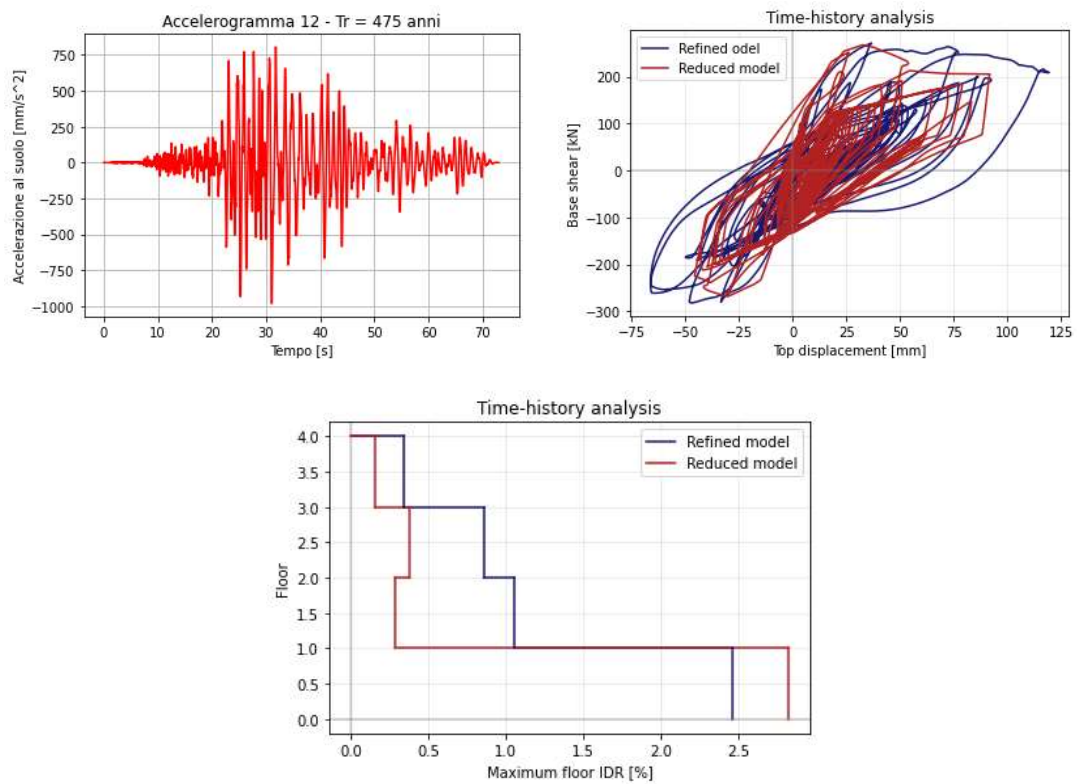 Accelerogramma 12 - Tr = 475 anni
Accelerazione al suolo [mm/s^2]
750
500
250
0
−250
−500
−750
−1000
0 10 20 30 40 50 60 70
Tempo [s]
Time-history analysis
Refined odel
Reduced model
Base shear [kN]
200
100
0
−100
−200
−300
−75 −50 −25 0 25 50 75 100 125
Top displacement [mm]
Time-history analysis
Refined model
Reduced model
Floor
4.0
3.5
3.0
2.5
2.0
1.5
1.0
0.5
0.0
0.0 0.5 1.0 1.5 2.0 2.5
Maximum floor IDR [%]